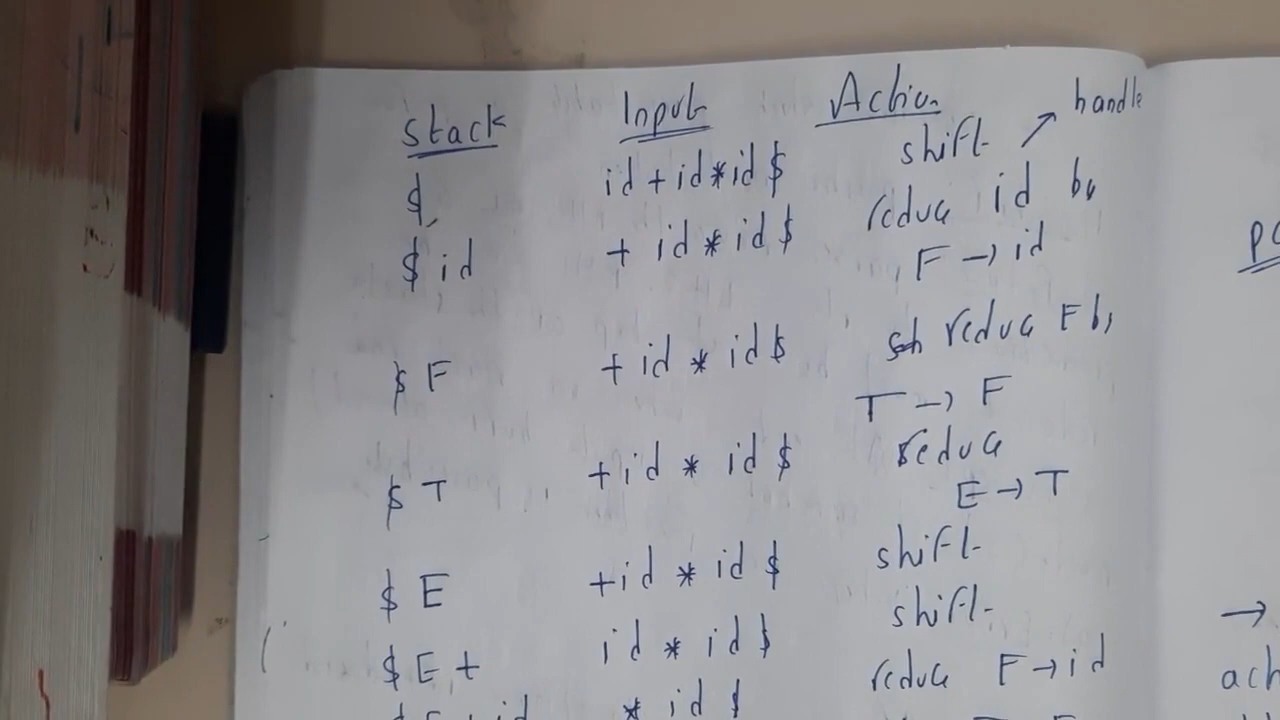 Stack Input Action
$ id+id*id$ shift → handle
$ id + id*id$ reduce id by
F → id
$ F + id * id$ reduce F by
T → F
$ T + id * id $ reduce
E → T
$ E +id * id $ shift
$ E + id * id $ shift
* id $ reduce F → id
→